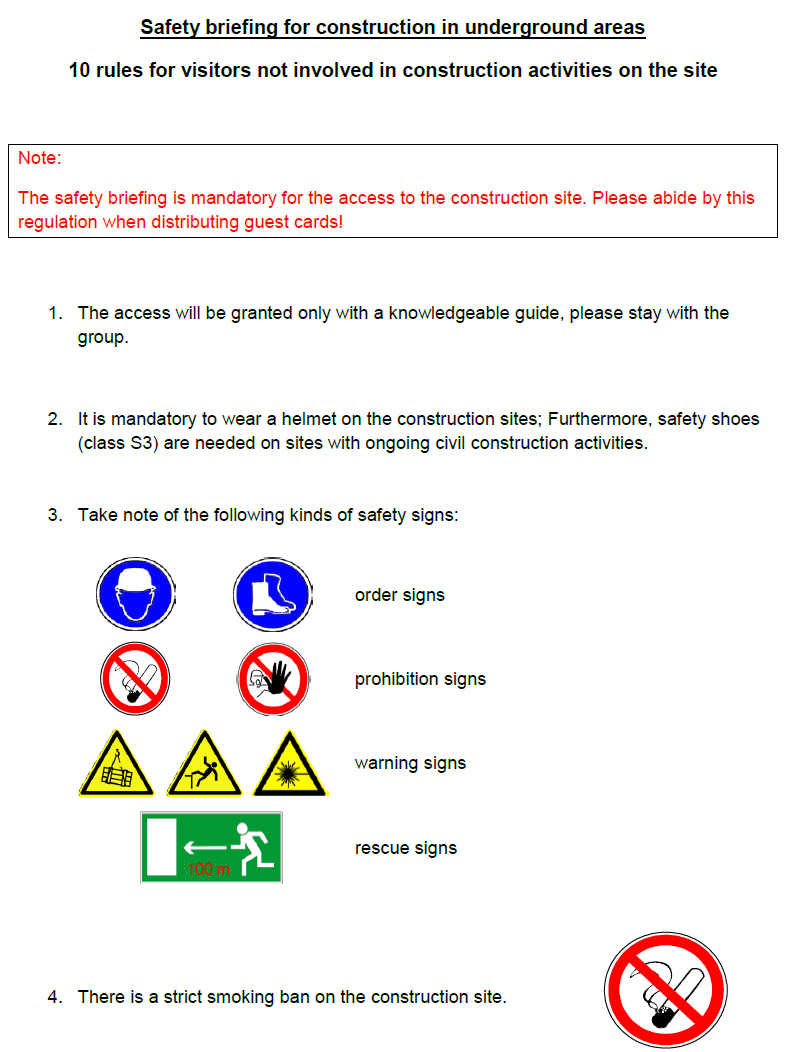 Safety briefing for construction in underground areas
10 rules for visitors not involved in construction activities on the site
Note:
The safety briefing is mandatory for the access to the construction site. Please abide by this
regulation when distributing guest cards!
1. The access will be granted only with a knowledgeable guide, please stay with the
group.
2. It is mandatory to wear a helmet on the construction sites; Furthermore, safety shoes
(class S3) are needed on sites with ongoing civil construction activities.
3. Take note of the following kinds of safety signs:
order signs
prohibition signs
warning signs
100 m
rescue signs
4. There is a strict smoking ban on the construction site.